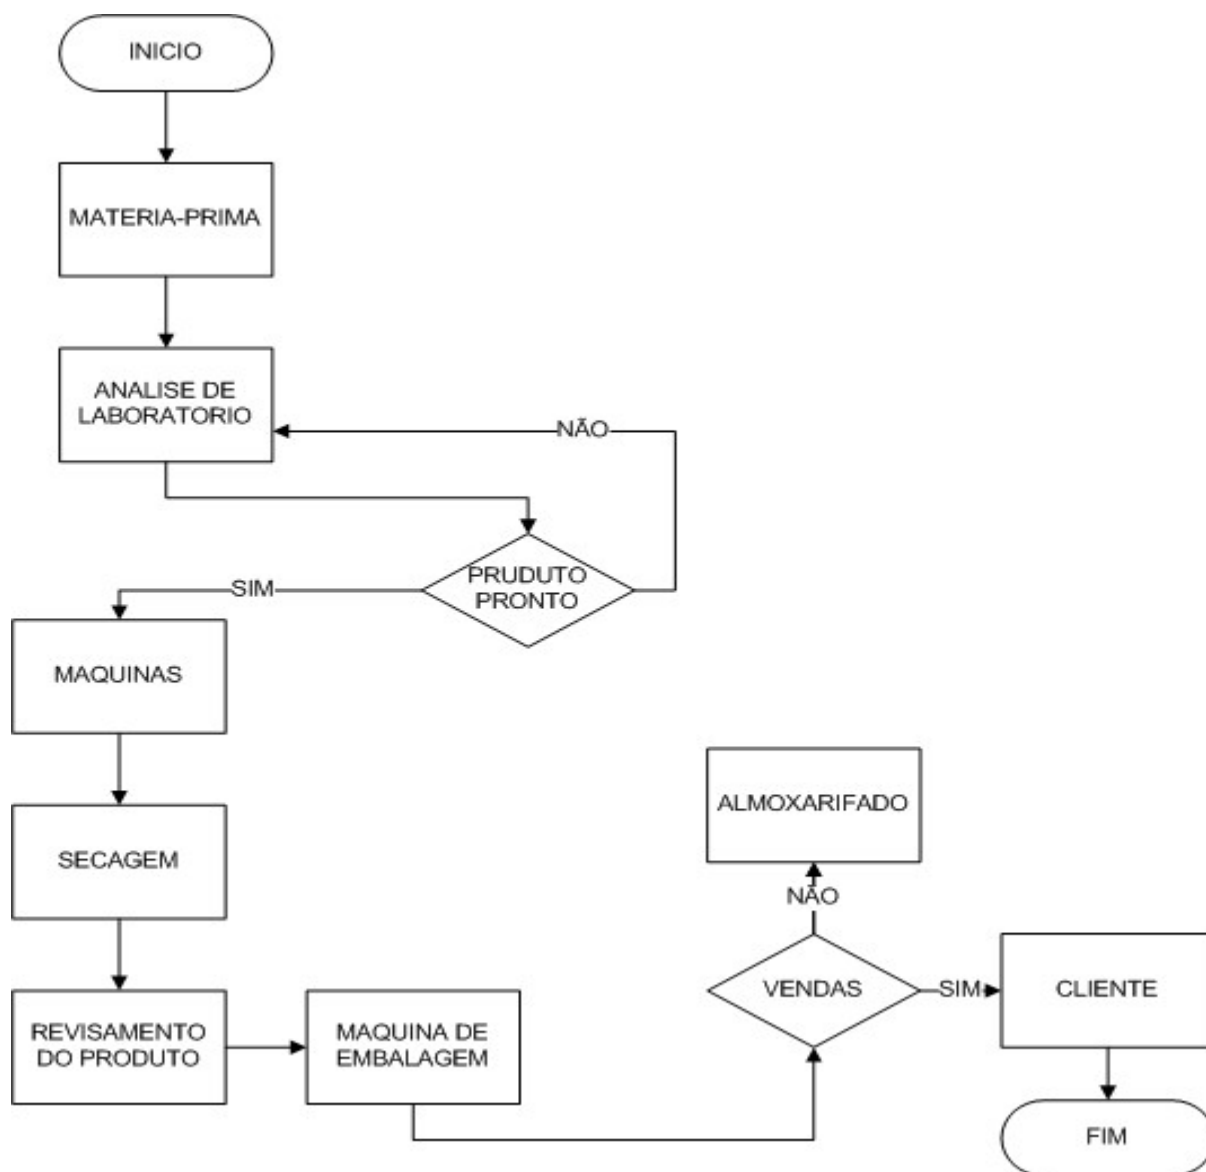 INICIO
MATERIA-PRIMA
ANALISE DE
LABORATORIO
NÃO
PRUDUTO
PRONTO
SIM
MAQUINAS
SECAGEM
REVISAMENTO
DO PRODUTO
MAQUINA DE
EMBALAGEM
ALMOXARIFADO
NÃO
VENDAS
SIM
CLIENTE
FIM